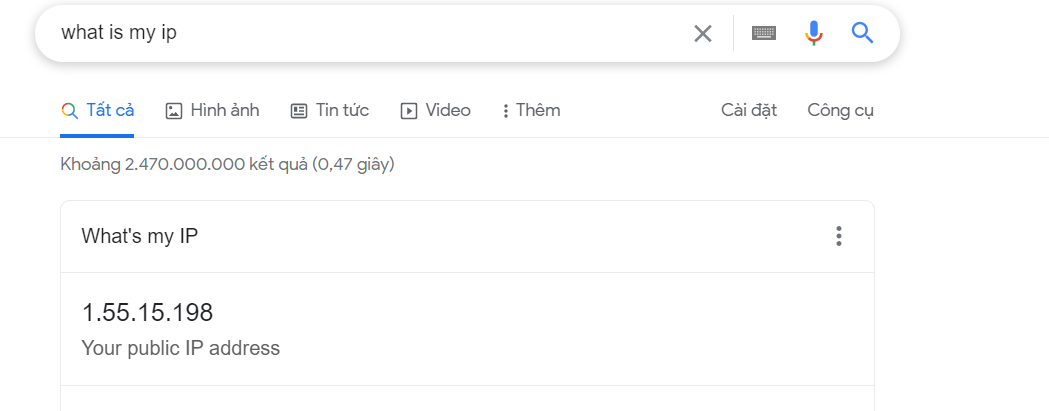 what is my ip
Tất cả Hình ảnh Tin tức Video Thêm Cài đặt Công cụ
Khoảng 2.470.000.000 kết quả (0,47 giây)
What's my IP
1.55.15.198
Your public IP address